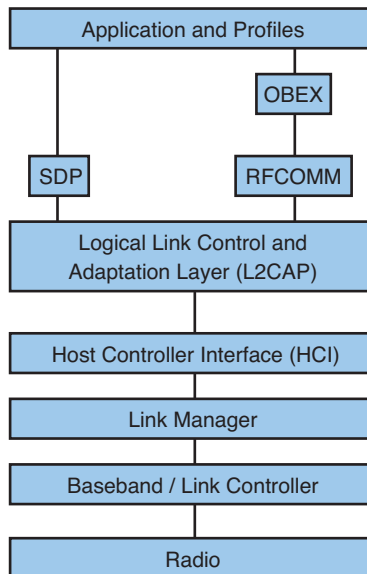 Application and Profiles
OBEX
SDP
RFCOMM
Logical Link Control and
Adaptation Layer (L2CAP)
Host Controller Interface (HCI)
Link Manager
Baseband / Link Controller
Radio